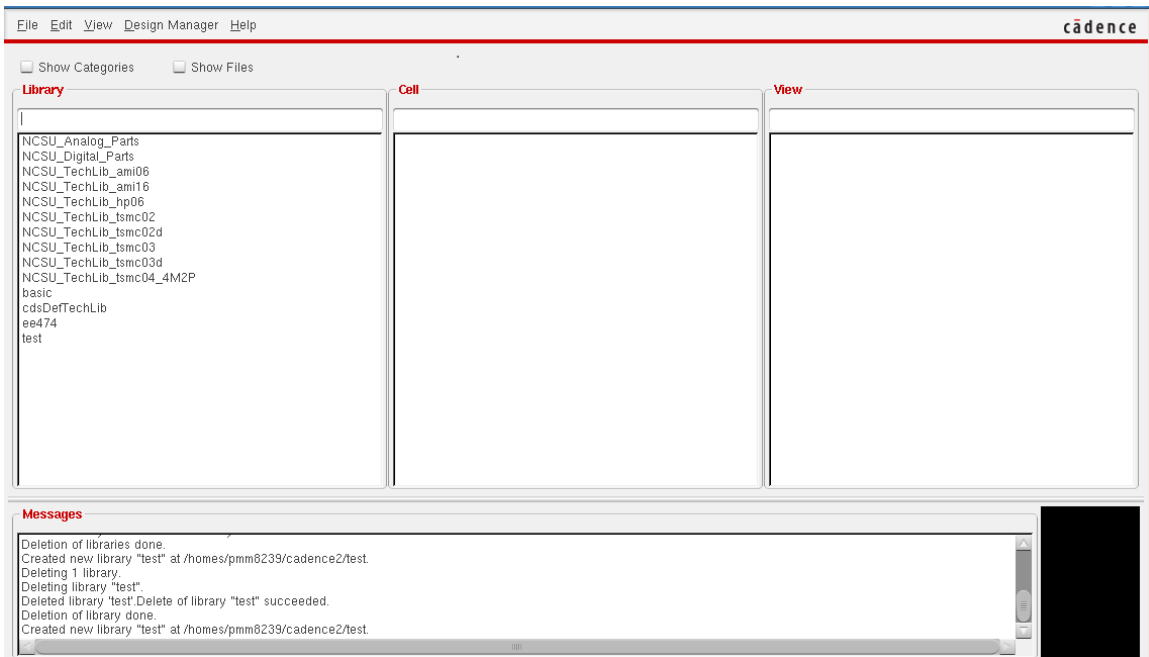 File Edit View Design Manager Help cādence
Show Categories Show Files
Library Cell View
NCSU_Analog_Parts
NCSU_Digital_Parts
NCSU_TechLib_ami06
NCSU_TechLib_ami16
NCSU_TechLib_hp06
NCSU_TechLib_tsmc02
NCSU_TechLib_tsmc02d
NCSU_TechLib_tsmc03
NCSU_TechLib_tsmc03d
NCSU_TechLib_tsmc04_4M2P
basic
cdsDefTechLib
ee474
test
Messages
Deletion of libraries done.
Created new library "test" at /homes/pmm8239/cadence2/test.
Deleting 1 library.
Deleting library "test".
Deleted library 'test'.Delete of library "test" succeeded.
Deletion of library done.
Created new library "test" at /homes/pmm8239/cadence2/test.